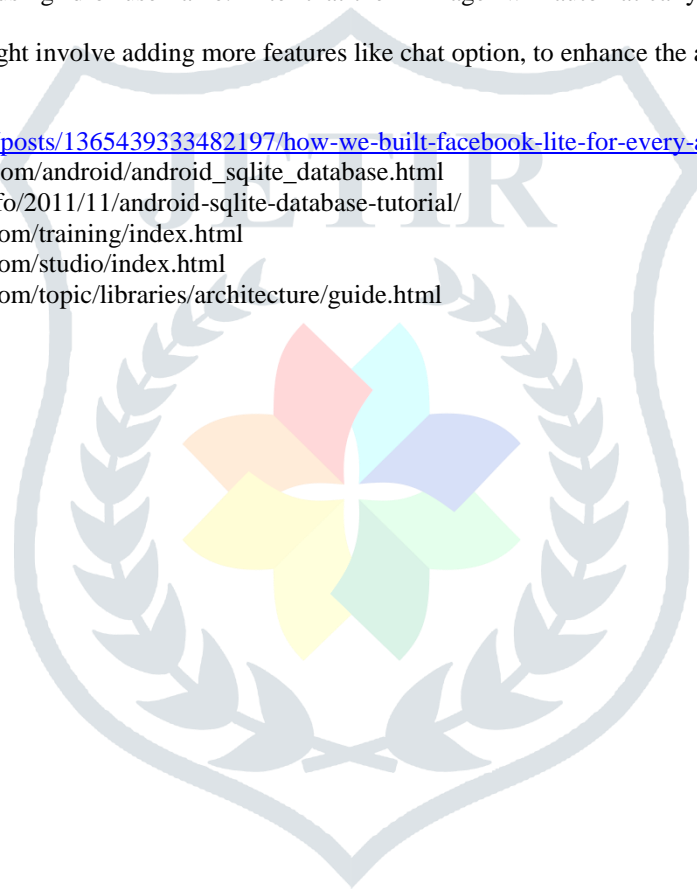 ght involve adding more features like chat option, to enhance the a
/posts/1365439333482197/how-we-built-facebook-lite-for-every-a
om/android/android_sqlite_database.html
fo/2011/11/android-sqlite-database-tutorial/
om/training/index.html
om/studio/index.html
om/topic/libraries/architecture/guide.html
JETIR